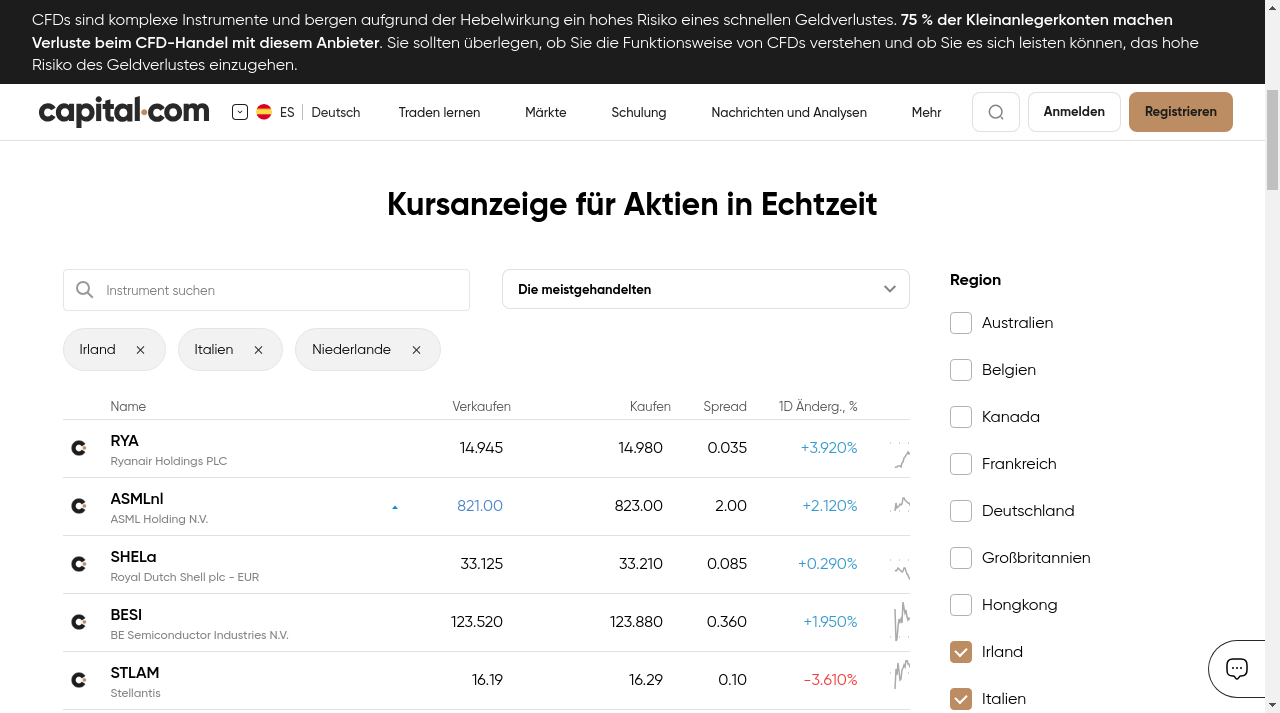 CFDs sind komplexe Instrumente und bergen aufgrund der Hebelwirkung ein hohes Risiko eines schnellen Geldverlustes. 75 % der Kleinanlegerkonten machen
Verluste beim CFD-Handel mit diesem Anbieter. Sie sollten überlegen, ob Sie die Funktionsweise von CFDs verstehen und ob Sie es sich leisten können, das hohe
Risiko des Geldverlustes einzugehen.
capital.com ES Deutsch Traden lernen Märkte Schulung Nachrichten und Analysen Mehr Anmelden Registrieren
Kursanzeige für Aktien in Echtzeit
Instrument suchen
Die meistgehandelten
Irland Italien Niederlande
Name Verkaufen Kaufen Spread 1D Änderg., %
RYA 14.945 14.980 0.035 +3.920%
Ryanair Holdings PLC
ASMLnl 821.00 823.00 2.00 +2.120%
ASML Holding N.V.
SHELa 33.125 33.210 0.085 +0.290%
Royal Dutch Shell plc - EUR
BESI 123.520 123.880 0.360 +1.950%
BE Semiconductor Industries N.V.
STLAM 16.19 16.29 0.10 -3.610%
Stellantis
Region
Australien
Belgien
Kanada
Frankreich
Deutschland
Großbritannien
Hongkong
Irland
Italien